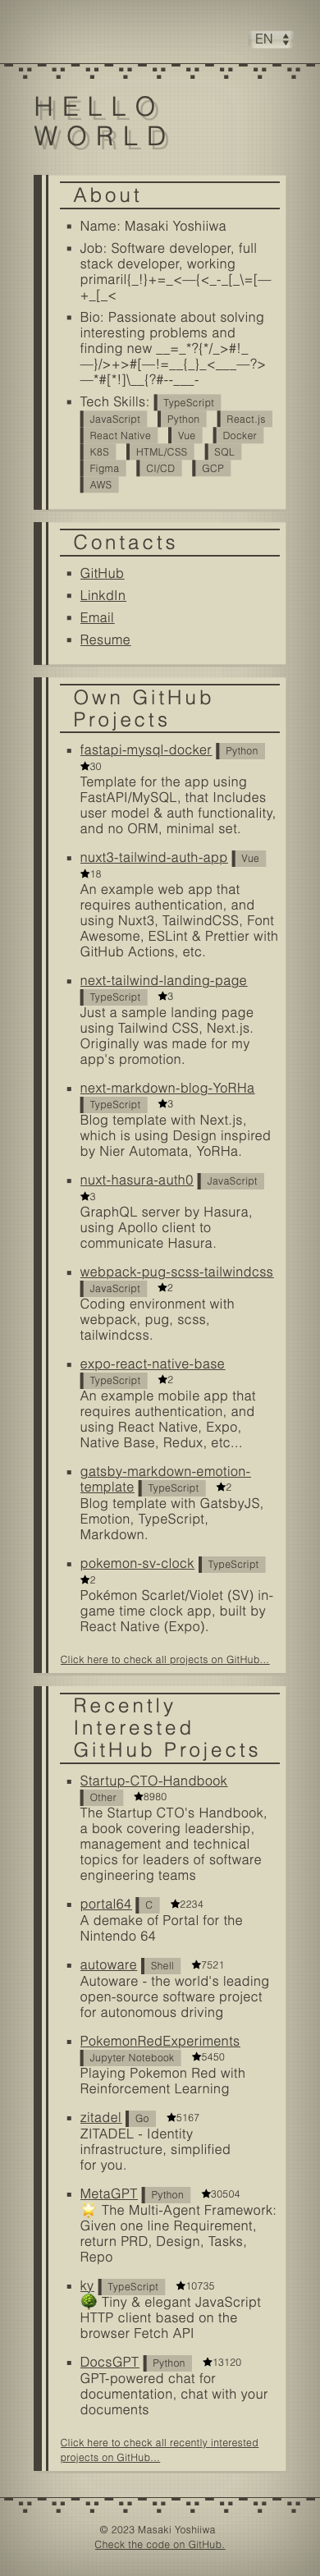 EN
HELLO
WORLD
About
Name: Masaki Yoshiiwa
Job: Software developer, full
stack developer, working
primaril{_!}+=_<—{<_-_[_\=[—
+_[_<
Bio: Passionate about solving
interesting problems and
finding new __=_*?{*/_>#!_
—}/>+>#[—!=__{_}_<___—?>
—*#[*!]\__{?#--___-
Tech Skills: TypeScript
JavaScript Python React.js
React Native Vue Docker
K8S HTML/CSS SQL
Figma CI/CD GCP
AWS
Contacts
GitHub
LinkdIn
Email
Resume
Own GitHub
Projects
fastapi-mysql-docker Python
★30
Template for the app using
FastAPI/MySQL, that Includes
user model & auth functionality,
and no ORM, minimal set.
nuxt3-tailwind-auth-app Vue
★18
An example web app that
requires authentication, and
using Nuxt3, TailwindCSS, Font
Awesome, ESLint & Prettier with
GitHub Actions, etc.
next-tailwind-landing-page
TypeScript ★3
Just a sample landing page
using Tailwind CSS, Next.js.
Originally was made for my
app's promotion.
next-markdown-blog-YoRHa
TypeScript ★3
Blog template with Next.js,
which is using Design inspired
by Nier Automata, YoRHa.
nuxt-hasura-auth0 JavaScript
★3
GraphQL server by Hasura,
using Apollo client to
communicate Hasura.
webpack-pug-scss-tailwindcss
JavaScript ★2
Coding environment with
webpack, pug, scss,
tailwindcss.
expo-react-native-base
TypeScript ★2
An example mobile app that
requires authentication, and
using React Native, Expo,
Native Base, Redux, etc...
gatsby-markdown-emotion-
template TypeScript ★2
Blog template with GatsbyJS,
Emotion, TypeScript,
Markdown.
pokemon-sv-clock TypeScript
★2
Pokémon Scarlet/Violet (SV) in-
game time clock app, built by
React Native (Expo).
Click here to check all projects on GitHub...
Recently
Interested
GitHub Projects
Startup-CTO-Handbook
Other ★8980
The Startup CTO's Handbook,
a book covering leadership,
management and technical
topics for leaders of software
engineering teams
portal64 C ★2234
A demake of Portal for the
Nintendo 64
autoware Shell ★7521
Autoware - the world's leading
open-source software project
for autonomous driving
PokemonRedExperiments
Jupyter Notebook ★5450
Playing Pokemon Red with
Reinforcement Learning
zitadel Go ★5167
ZITADEL - Identity
infrastructure, simplified
for you.
MetaGPT Python ★30504
🌟 The Multi-Agent Framework:
Given one line Requirement,
return PRD, Design, Tasks,
Repo
ky TypeScript ★10735
🌳 Tiny & elegant JavaScript
HTTP client based on the
browser Fetch API
DocsGPT Python ★13120
GPT-powered chat for
documentation, chat with your
documents
Click here to check all recently interested
projects on GitHub...
© 2023 Masaki Yoshiiwa
Check the code on GitHub.